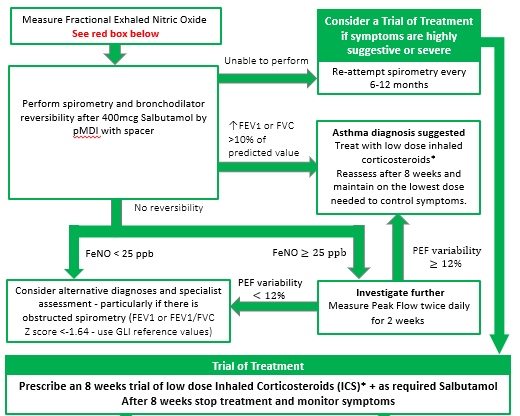 Measure Fractional Exhaled Nitric Oxide
See red box below
Consider a Trial of Treatment
if symptoms are highly
suggestive or severe
Re-attempt spirometry every
6-12 months
Unable to perform
Perform spirometry and bronchodilator
reversibility after 400mcg Salbutamol by
pMDI with spacer
↑FEV1 or FVC
>10% of
predicted value
Asthma diagnosis suggested
Treat with low dose inhaled
corticosteroids*
Reassess after 8 weeks and
maintain on the lowest dose
needed to control symptoms.
No reversibility
FeNO < 25 ppb
FeNO ≥ 25 ppb
PEF variability
≥ 12%
Consider alternative diagnoses and specialist
assessment - particularly if there is
obstructed spirometry (FEV1 or FEV1/FVC
Z score <-1.64 - use GLI reference values)
PEF variability
< 12%
Investigate further
Measure Peak Flow twice daily
for 2 weeks
Trial of Treatment
Prescribe an 8 weeks trial of low dose Inhaled Corticosteroids (ICS)* + as required Salbutamol
After 8 weeks stop treatment and monitor symptoms